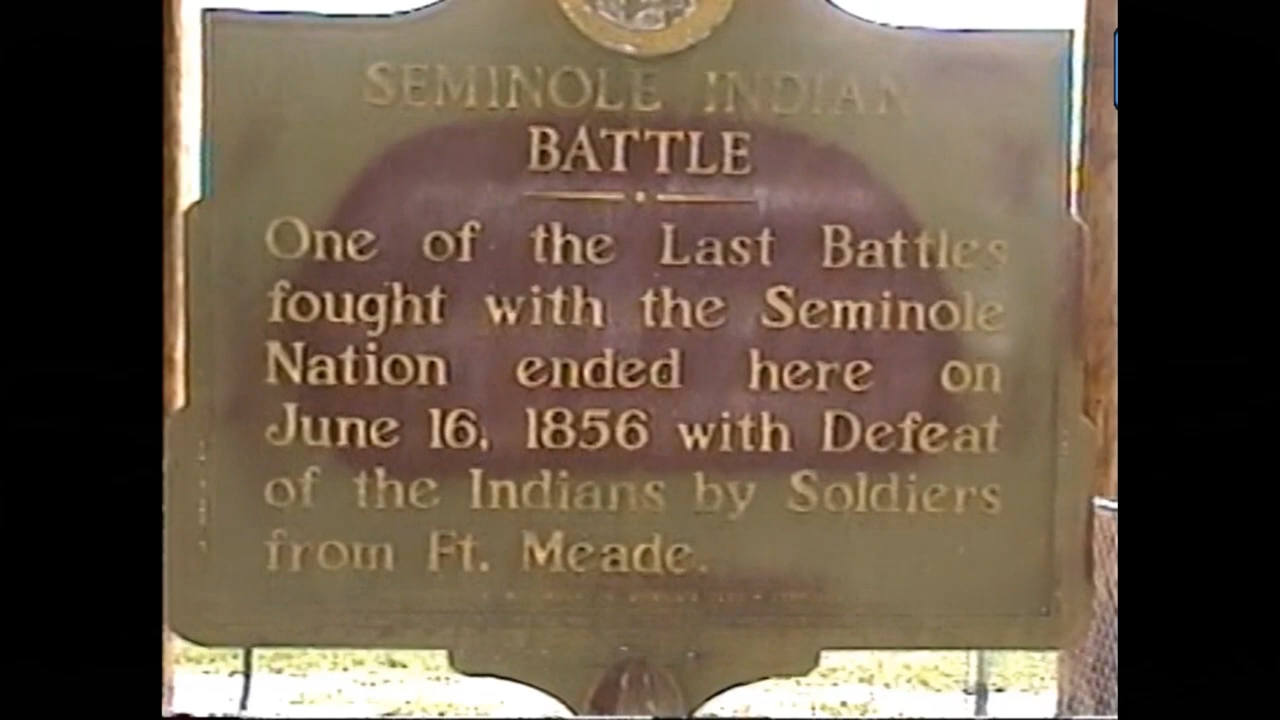 SEMINOLE INDIAN
BATTLE
One of the Last Battles
fought with the Seminole
Nation ended here on
June 16, 1856 with Defeat
of the Indians by Soldiers
from Ft. Meade.